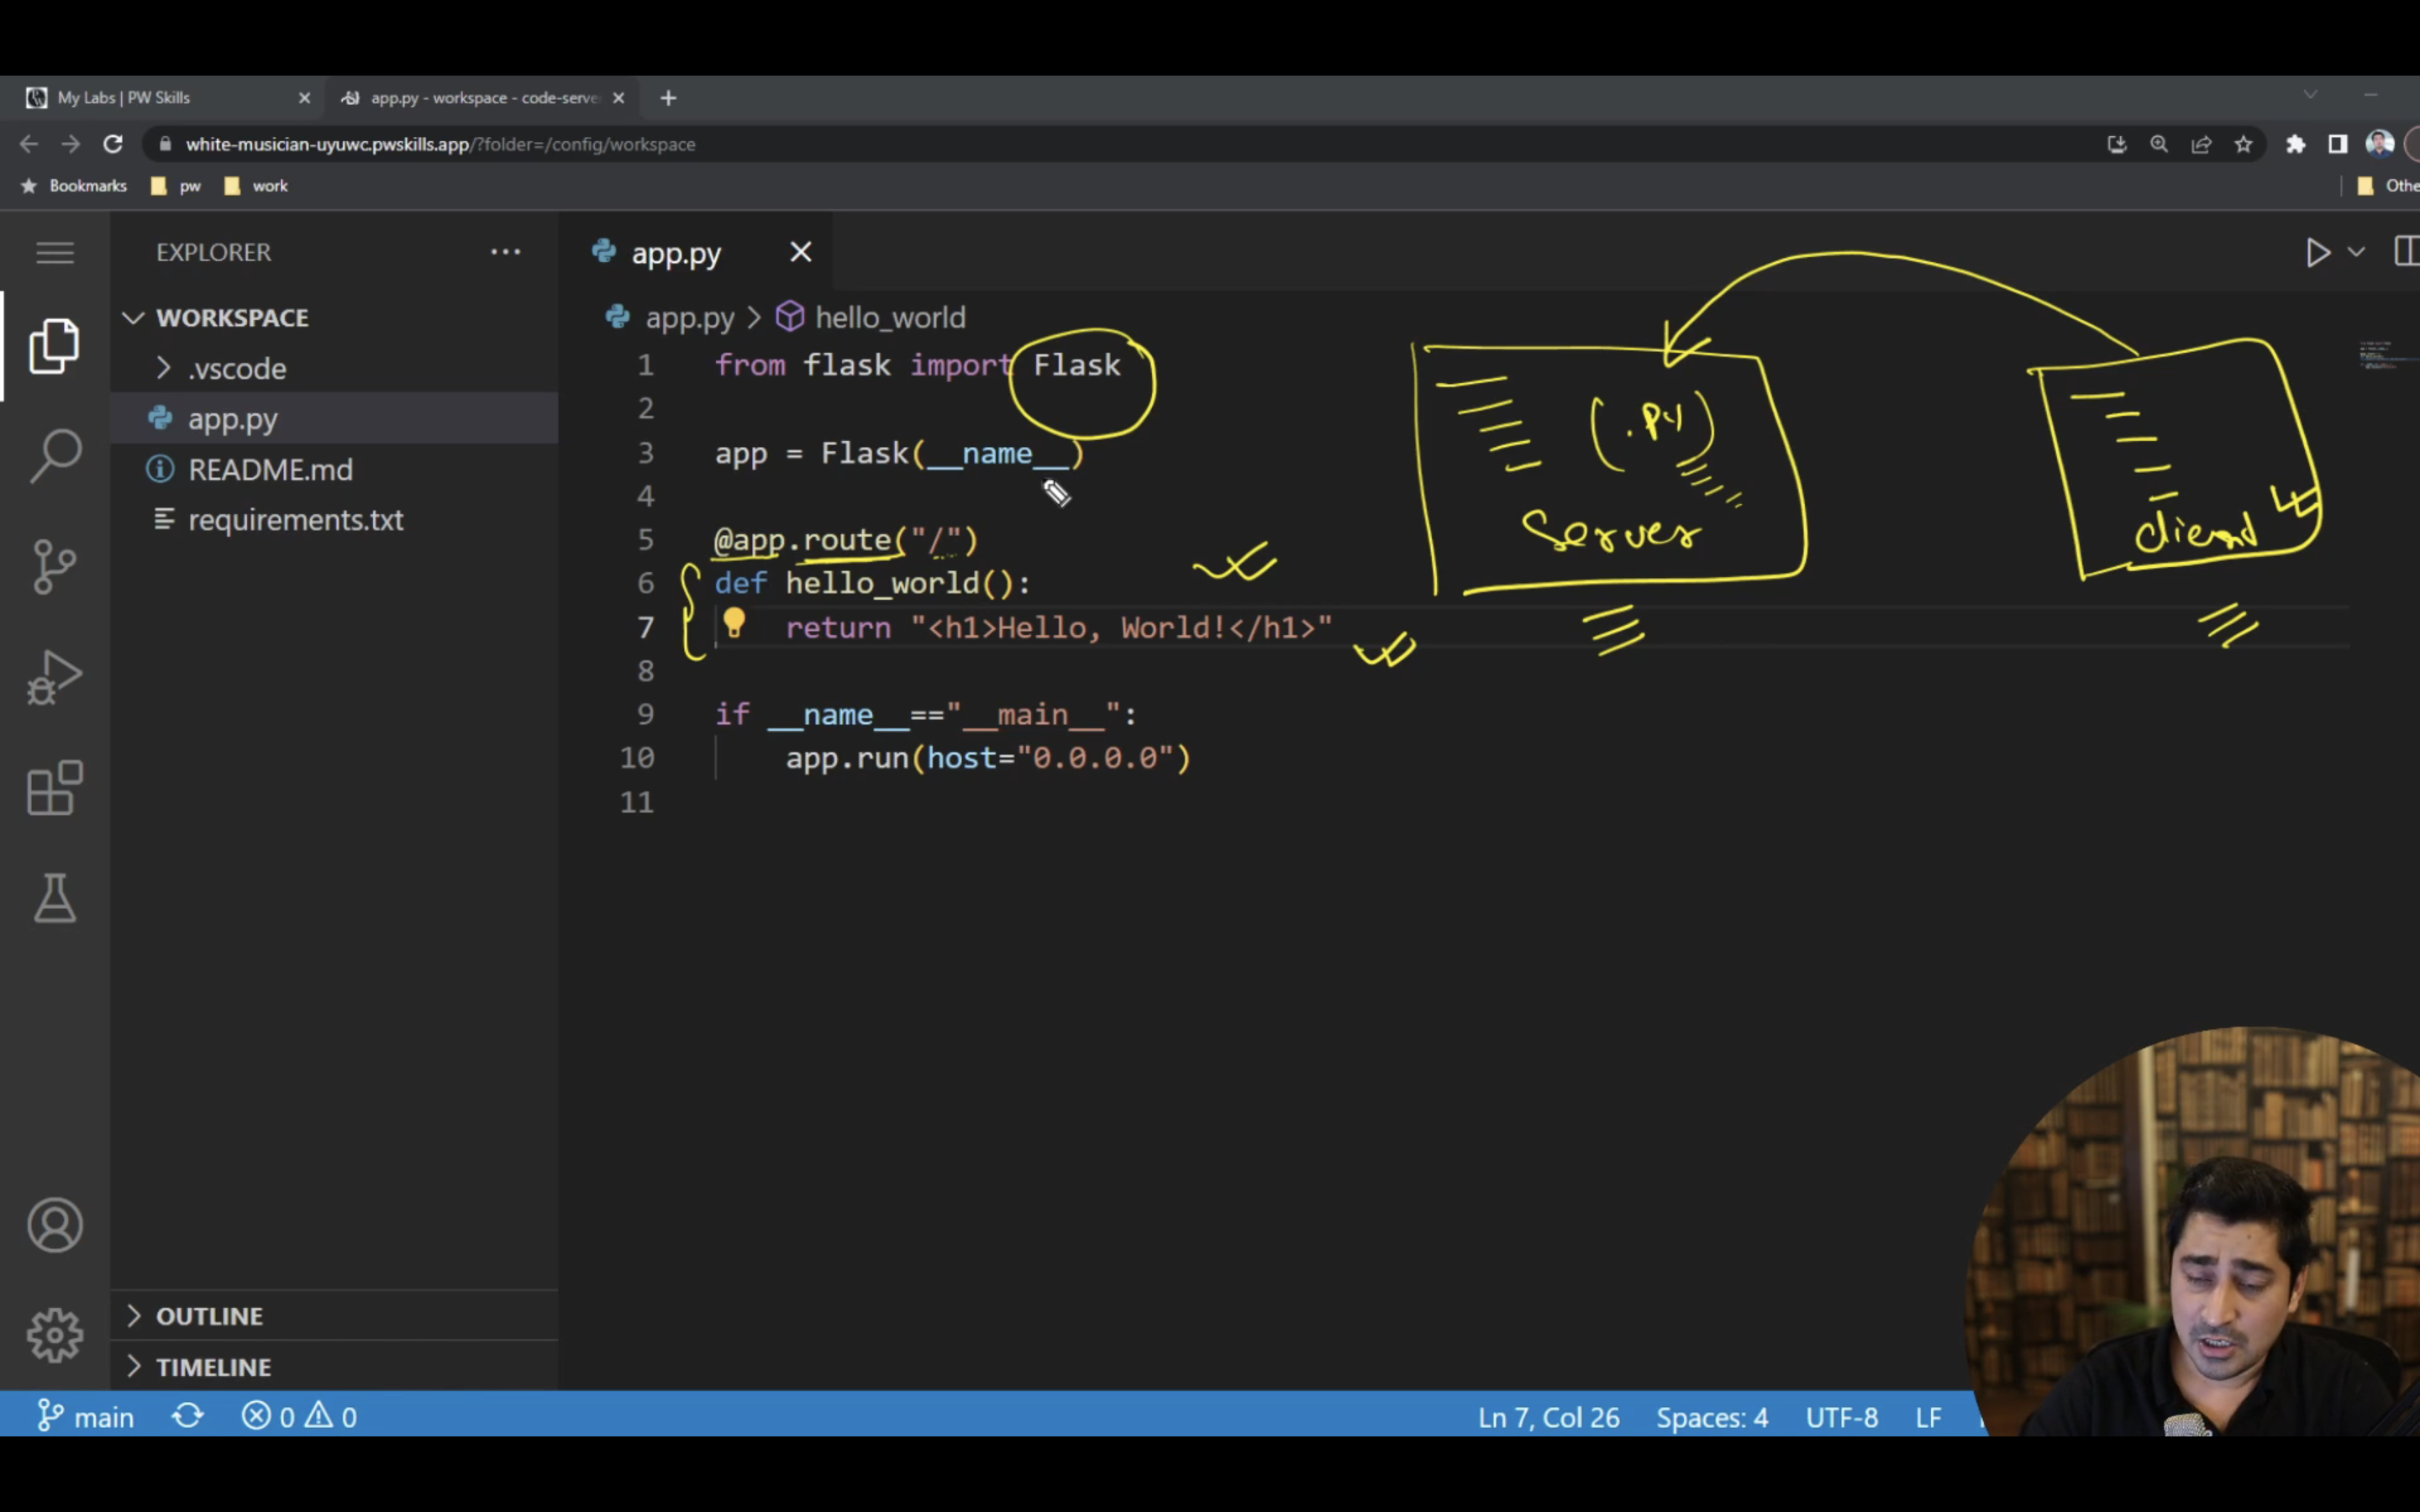 My Labs | PW Skills
app.py - workspace - code-serve
white-musician-uyuwc.pwskills.app/?folder=/config/workspace
Bookmarks pw work Othe
EXPLORER
WORKSPACE
.vscode
app.py
README.md
requirements.txt
OUTLINE
TIMELINE
app.py
app.py > hello_world
1 from flask import Flask
2
3 app = Flask(__name__)
4
5 @app.route("/")
6 def hello_world():
7 return "<h1>Hello, World!</h1>"
8
9 if __name__=="__main__":
10 app.run(host="0.0.0.0")
11
(.py)
Server
client
main 0 0 Ln 7, Col 26 Spaces: 4 UTF-8 LF